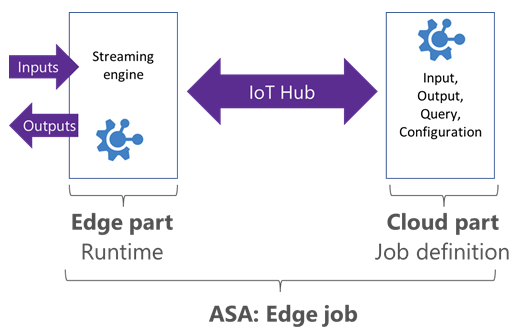 Inputs
Outputs
Streaming
engine
IoT Hub
Input,
Output,
Query,
Configuration
Edge part
Runtime
Cloud part
Job definition
ASA: Edge job